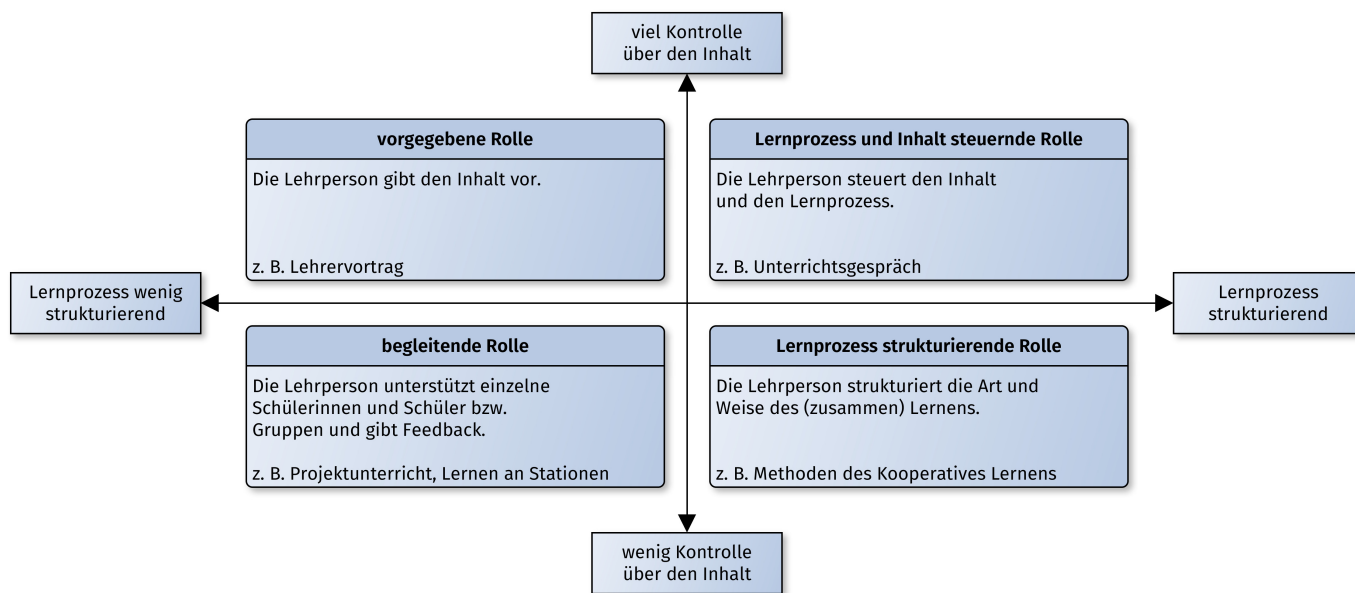 viel Kontrolle
über den Inhalt
vorgegebene Rolle
Die Lehrperson gibt den Inhalt vor.
z. B. Lehrervortrag
Lernprozess und Inhalt steuernde Rolle
Die Lehrperson steuert den Inhalt
und den Lernprozess.
z. B. Unterrichtsgespräch
Lernprozess wenig
strukturierend
Lernprozess
strukturierend
begleitende Rolle
Die Lehrperson unterstützt einzelne
Schülerinnen und Schüler bzw.
Gruppen und gibt Feedback.
z. B. Projektunterricht, Lernen an Stationen
Lernprozess strukturierende Rolle
Die Lehrperson strukturiert die Art und
Weise des (zusammen) Lernens.
z. B. Methoden des Kooperatives Lernens
wenig Kontrolle
über den Inhalt